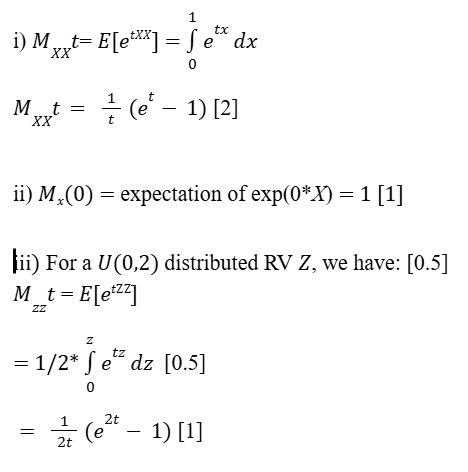 i) M_XX t= E[e^tXX] = ∫_0^1 e^tx dx
M_XX t = 1/t (e^t − 1) [2]
ii) M_x(0) = expectation of exp(0*X) = 1 [1]
iii) For a U(0,2) distributed RV Z, we have: [0.5]
M_ZZ t = E[e^tZZ]
= 1/2* ∫_0^z e^tz dz [0.5]
= 1/2t (e^2t − 1) [1]